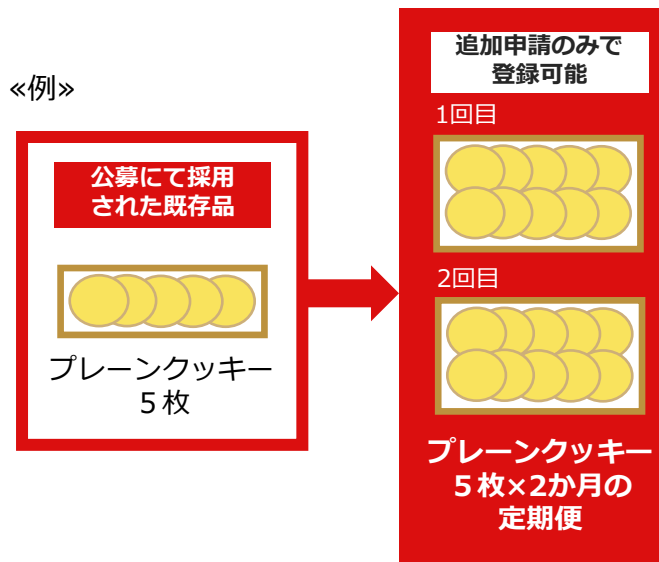 «例»
公募にて採用
された既存品
プレーンクッキー
５枚
追加申請のみで
登録可能
1回目
2回目
プレーンクッキー
５枚×2か月の
定期便